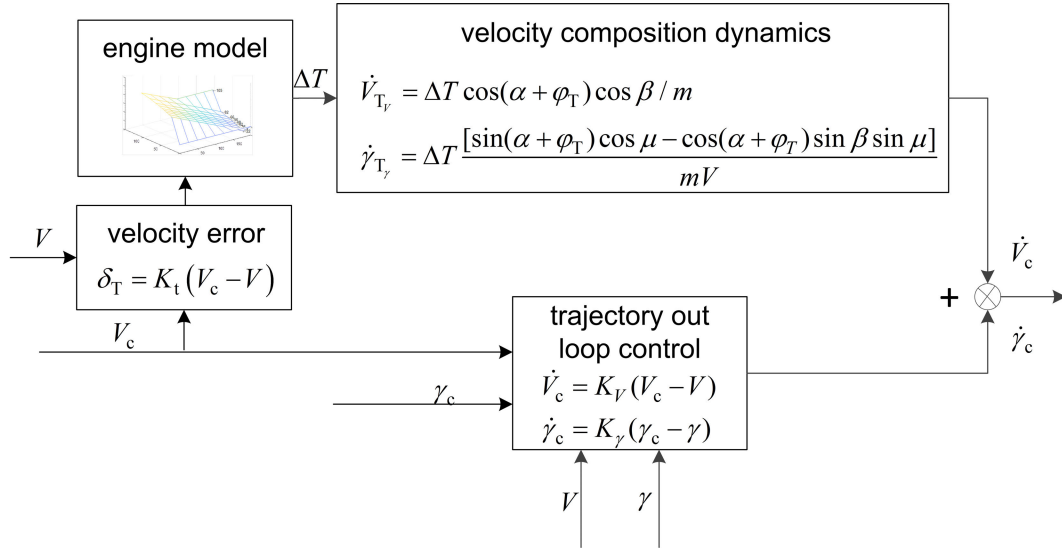 engine model
ΔT
velocity composition dynamics
V̇_{T_V} = ΔT cos(α + φ_T) cos β / m
γ̇_{T_γ} = ΔT [sin(α + φ_T) cos μ − cos(α + φ_T) sin β sin μ] / mV
V
velocity error
δ_T = K_t (V_c − V)
V_c
γ_c
trajectory out
loop control
V̇_c = K_V (V_c − V)
γ̇_c = K_γ (γ_c − γ)
V
γ
+
V̇_c
γ̇_c